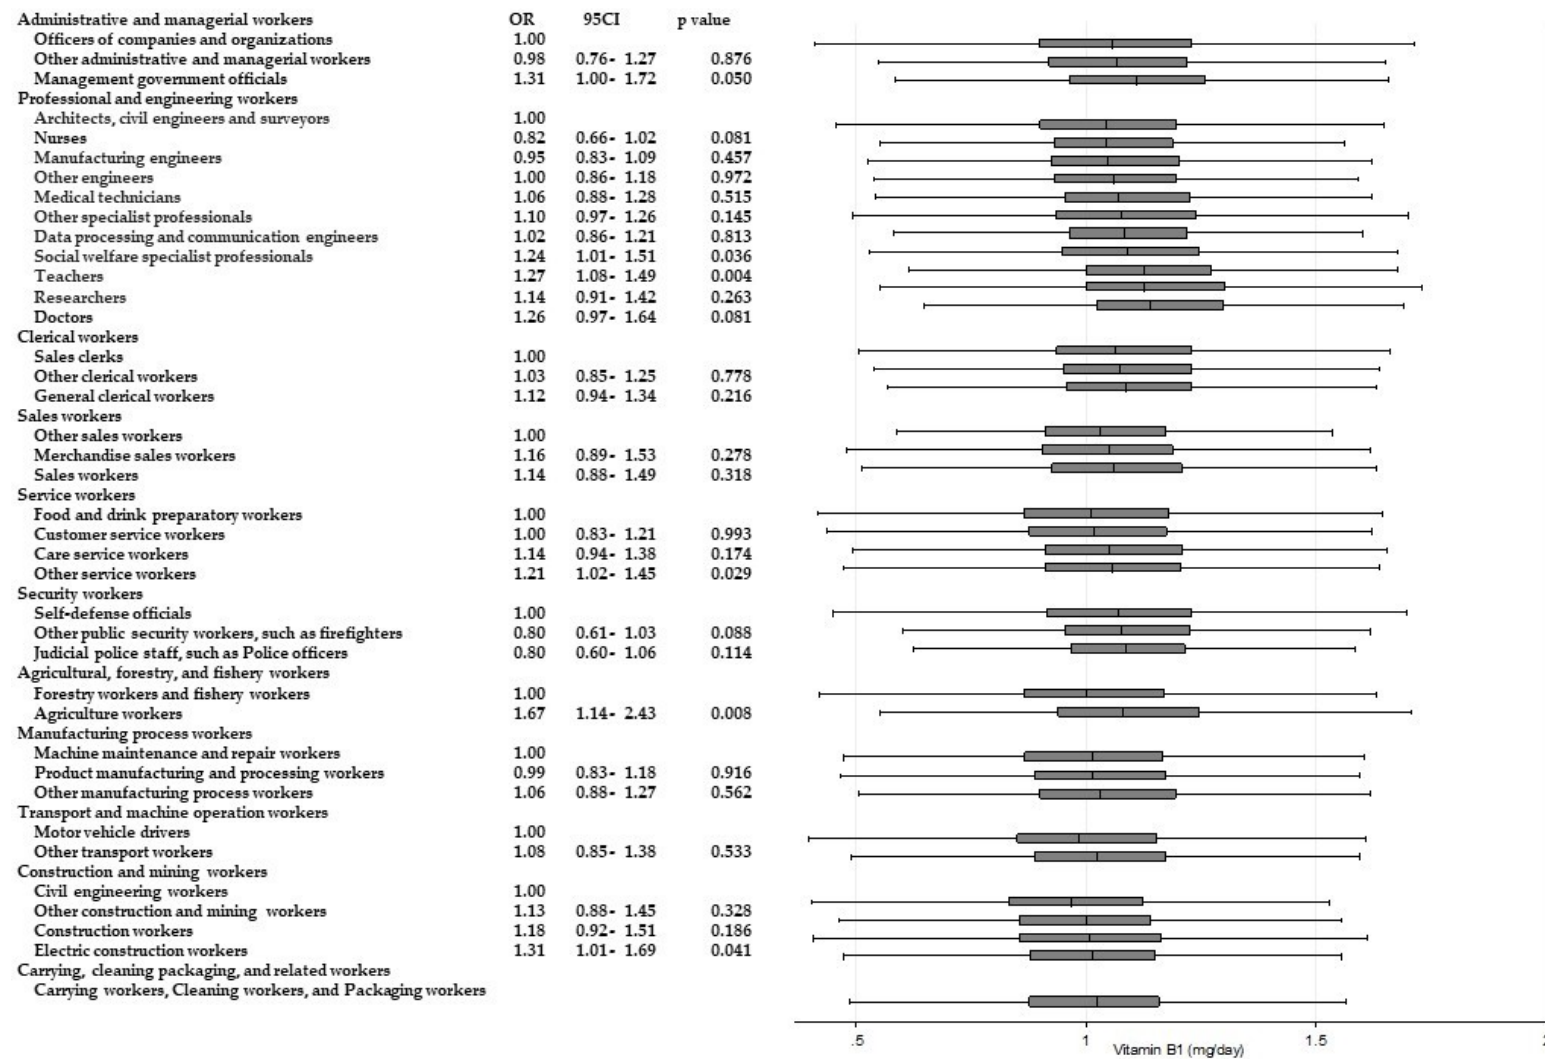 Administrative and managerial workers OR 95CI p value
Officers of companies and organizations 1.00
Other administrative and managerial workers 0.98 0.76- 1.27 0.876
Management government officials 1.31 1.00- 1.72 0.050
Professional and engineering workers
Architects, civil engineers and surveyors 1.00
Nurses 0.82 0.66- 1.02 0.081
Manufacturing engineers 0.95 0.83- 1.09 0.457
Other engineers 1.00 0.86- 1.18 0.972
Medical technicians 1.06 0.88- 1.28 0.515
Other specialist professionals 1.10 0.97- 1.26 0.145
Data processing and communication engineers 1.02 0.86- 1.21 0.813
Social welfare specialist professionals 1.24 1.01- 1.51 0.036
Teachers 1.27 1.08- 1.49 0.004
Researchers 1.14 0.91- 1.42 0.263
Doctors 1.26 0.97- 1.64 0.081
Clerical workers
Sales clerks 1.00
Other clerical workers 1.03 0.85- 1.25 0.778
General clerical workers 1.12 0.94- 1.34 0.216
Sales workers
Other sales workers 1.00
Merchandise sales workers 1.16 0.89- 1.53 0.278
Sales workers 1.14 0.88- 1.49 0.318
Service workers
Food and drink preparatory workers 1.00
Customer service workers 1.00 0.83- 1.21 0.993
Care service workers 1.14 0.94- 1.38 0.174
Other service workers 1.21 1.02- 1.45 0.029
Security workers
Self-defense officials 1.00
Other public security workers, such as firefighters 0.80 0.61- 1.03 0.088
Judicial police staff, such as Police officers 0.80 0.60- 1.06 0.114
Agricultural, forestry, and fishery workers
Forestry workers and fishery workers 1.00
Agriculture workers 1.67 1.14- 2.43 0.008
Manufacturing process workers
Machine maintenance and repair workers 1.00
Product manufacturing and processing workers 0.99 0.83- 1.18 0.916
Other manufacturing process workers 1.06 0.88- 1.27 0.562
Transport and machine operation workers
Motor vehicle drivers 1.00
Other transport workers 1.08 0.85- 1.38 0.533
Construction and mining workers
Civil engineering workers 1.00
Other construction and mining workers 1.13 0.88- 1.45 0.328
Construction workers 1.18 0.92- 1.51 0.186
Electric construction workers 1.31 1.01- 1.69 0.041
Carrying, cleaning packaging, and related workers
Carrying workers, Cleaning workers, and Packaging workers
.5 1 1.5
Vitamin B1 (mg/day)